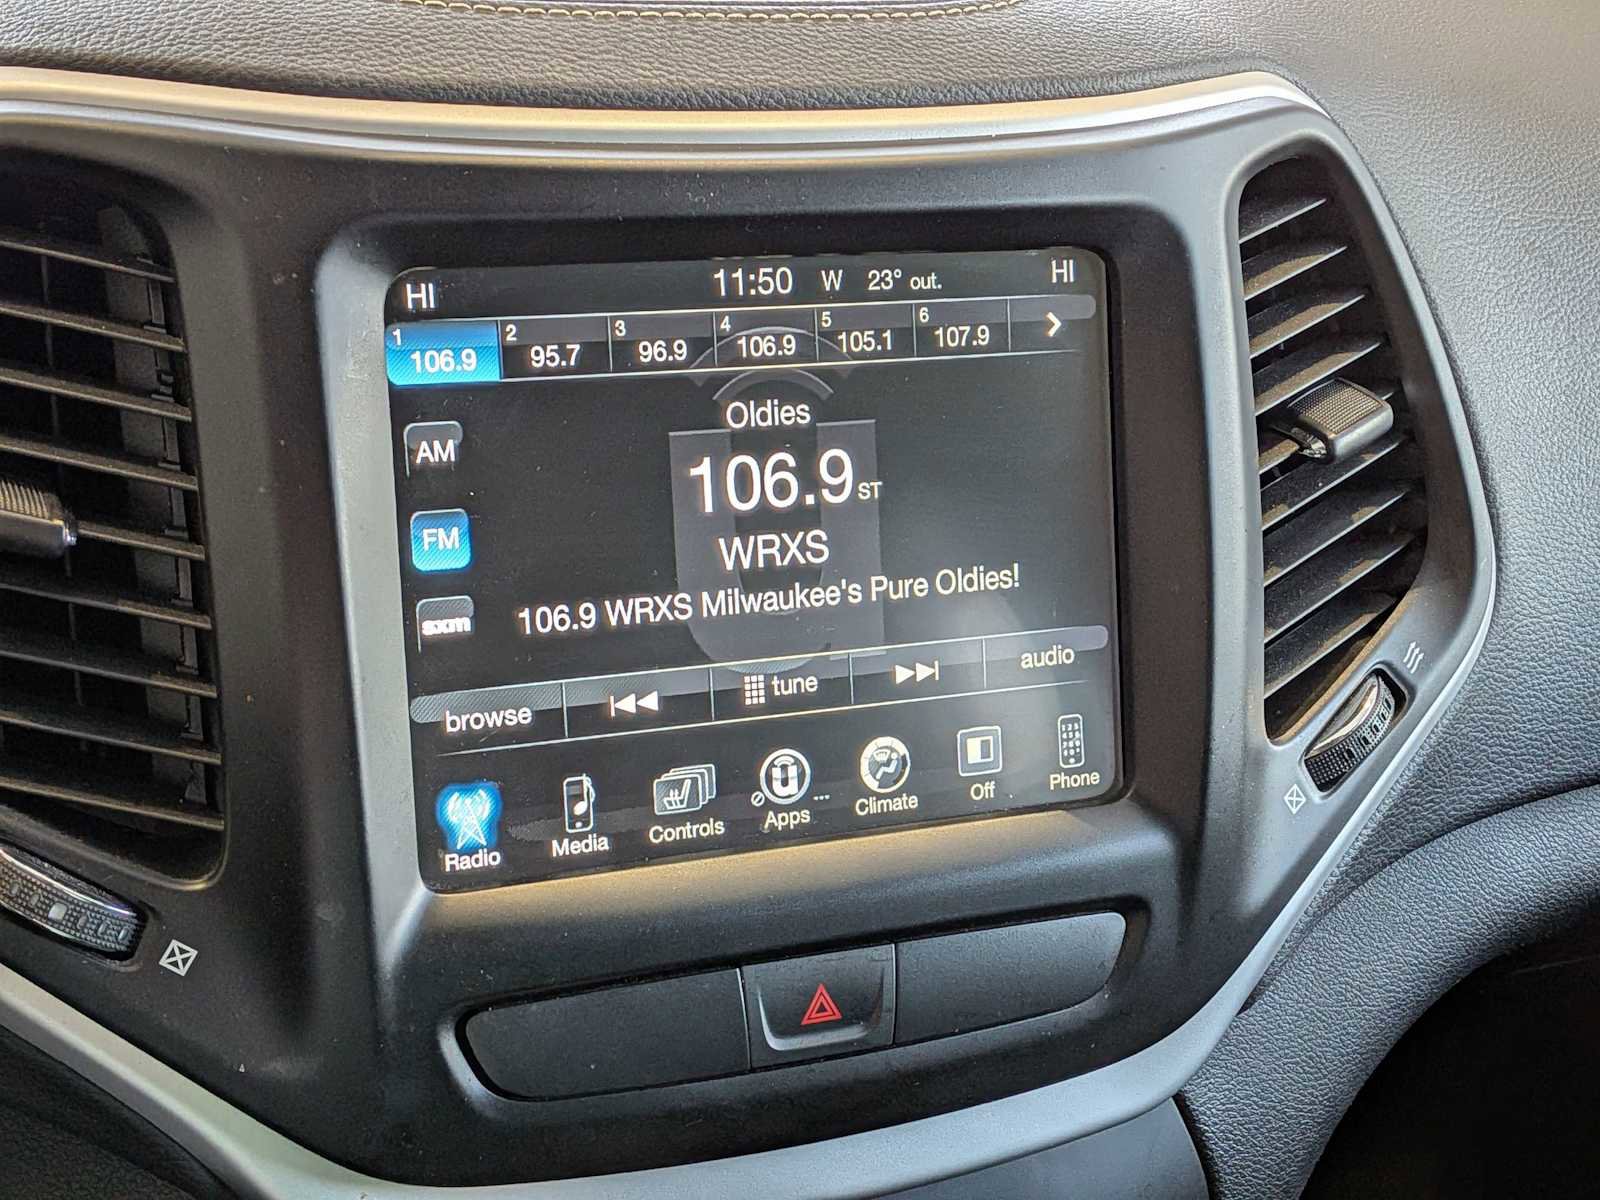 HI 11:50 W 23° out. HI
1 106.9 2 95.7 3 96.9 4 106.9 5 105.1 6 107.9
Oldies
AM
106.9 ST
FM
WRXS
106.9 WRXS Milwaukee's Pure Oldies!
sxm
browse tune audio
Radio Media Controls Apps ... Climate Off Phone